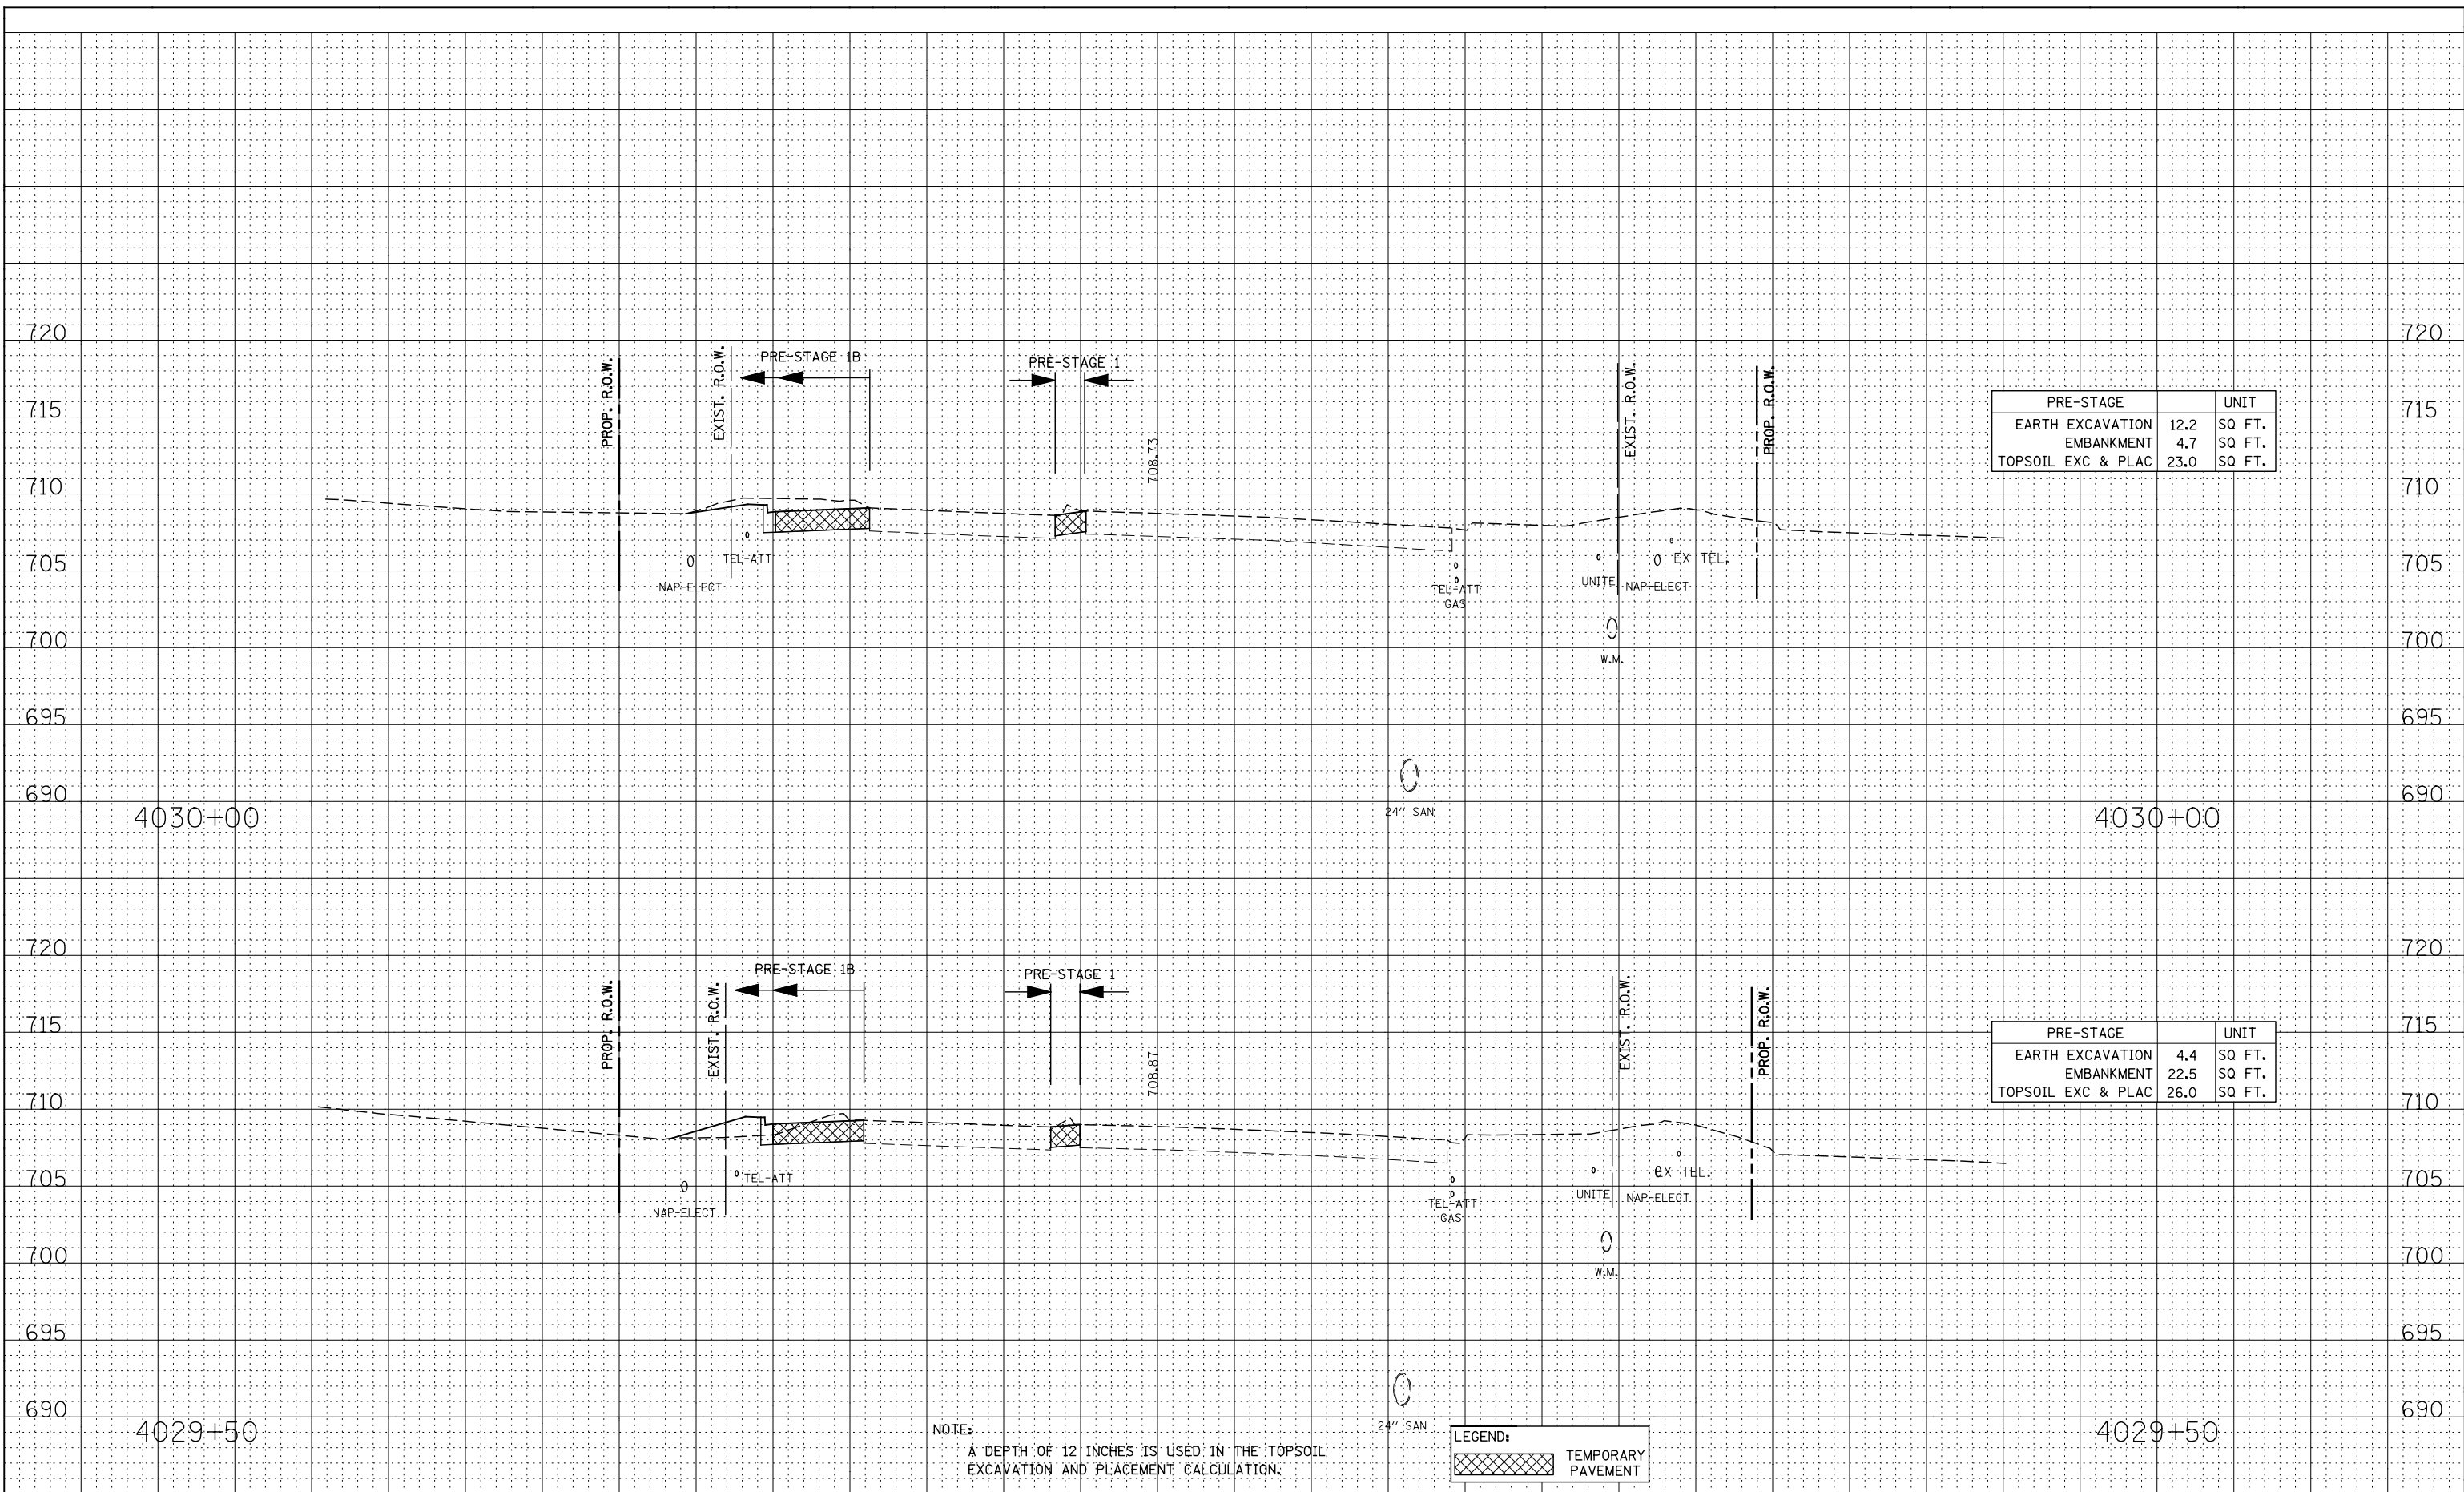 720 720
PROP. R.O.W.
EXIST. R.O.W.
PRE-STAGE 1B
PRE-STAGE 1
EXIST. R.O.W.
PROP. R.O.W.
715 715
PRE-STAGE UNIT
EARTH EXCAVATION 12.2 SQ FT.
EMBANKMENT 4.7 SQ FT.
TOPSOIL EXC & PLAC 23.0 SQ FT.
708.73
710 710
TEL-ATT
EX TEL.
705 705
NAP-ELECT
TEL-ATT
GAS
UNITE
NAP-ELECT
700 700
W.M.
695 695
690 690
24" SAN
4030+00 4030+00
720 720
PROP. R.O.W.
EXIST. R.O.W.
PRE-STAGE 1B
PRE-STAGE 1
EXIST. R.O.W.
PROP. R.O.W.
715 715
PRE-STAGE UNIT
EARTH EXCAVATION 4.4 SQ FT.
EMBANKMENT 22.5 SQ FT.
TOPSOIL EXC & PLAC 26.0 SQ FT.
708.87
710 710
TEL-ATT
EX TEL.
705 705
NAP-ELECT
TEL-ATT
GAS
UNITE
NAP-ELECT
700 700
W.M.
695 695
690 690
24" SAN
4029+50 4029+50
NOTE:
A DEPTH OF 12 INCHES IS USED IN THE TOPSOIL
EXCAVATION AND PLACEMENT CALCULATION.
LEGEND:
TEMPORARY
PAVEMENT